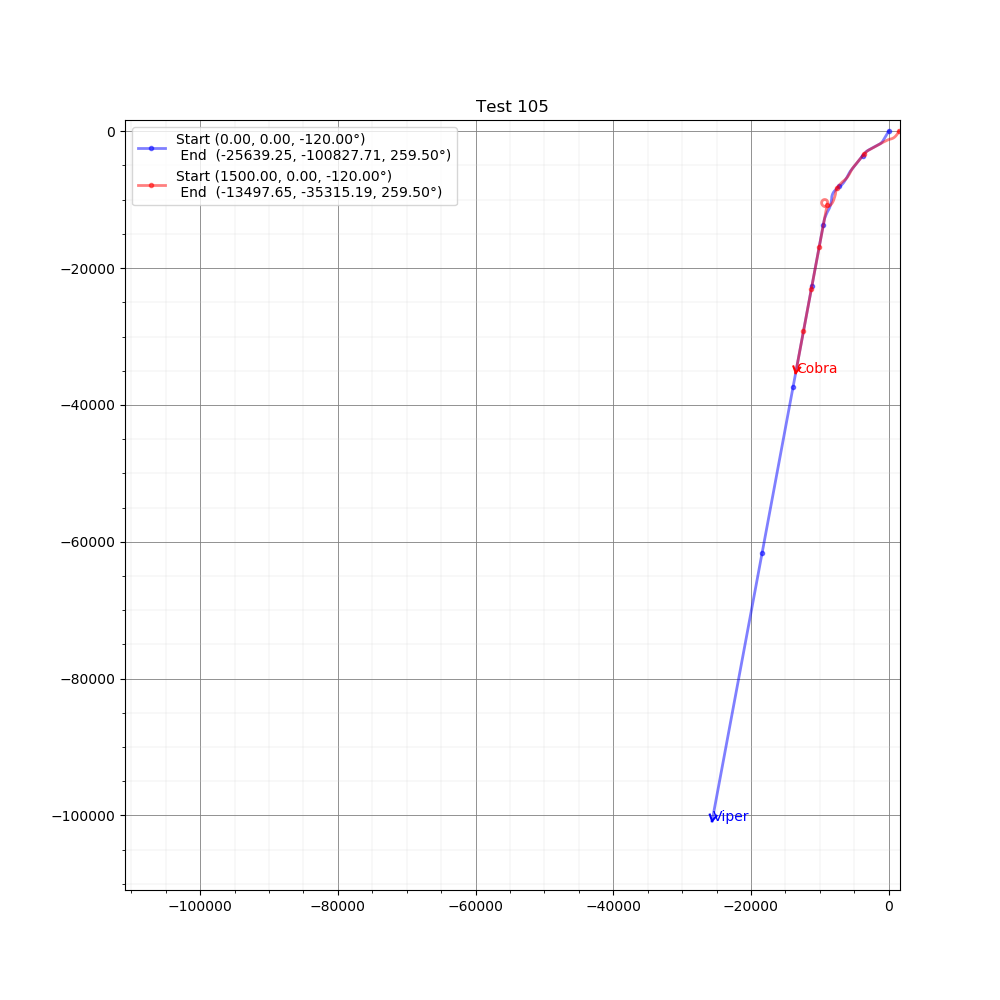 Test 105
Start (0.00, 0.00, -120.00°)
End (-25639.25, -100827.71, 259.50°)
Start (1500.00, 0.00, -120.00°)
End (-13497.65, -35315.19, 259.50°)
0
−20000
−40000
−60000
−80000
−100000
Cobra
Viper
−100000 −80000 −60000 −40000 −20000 0